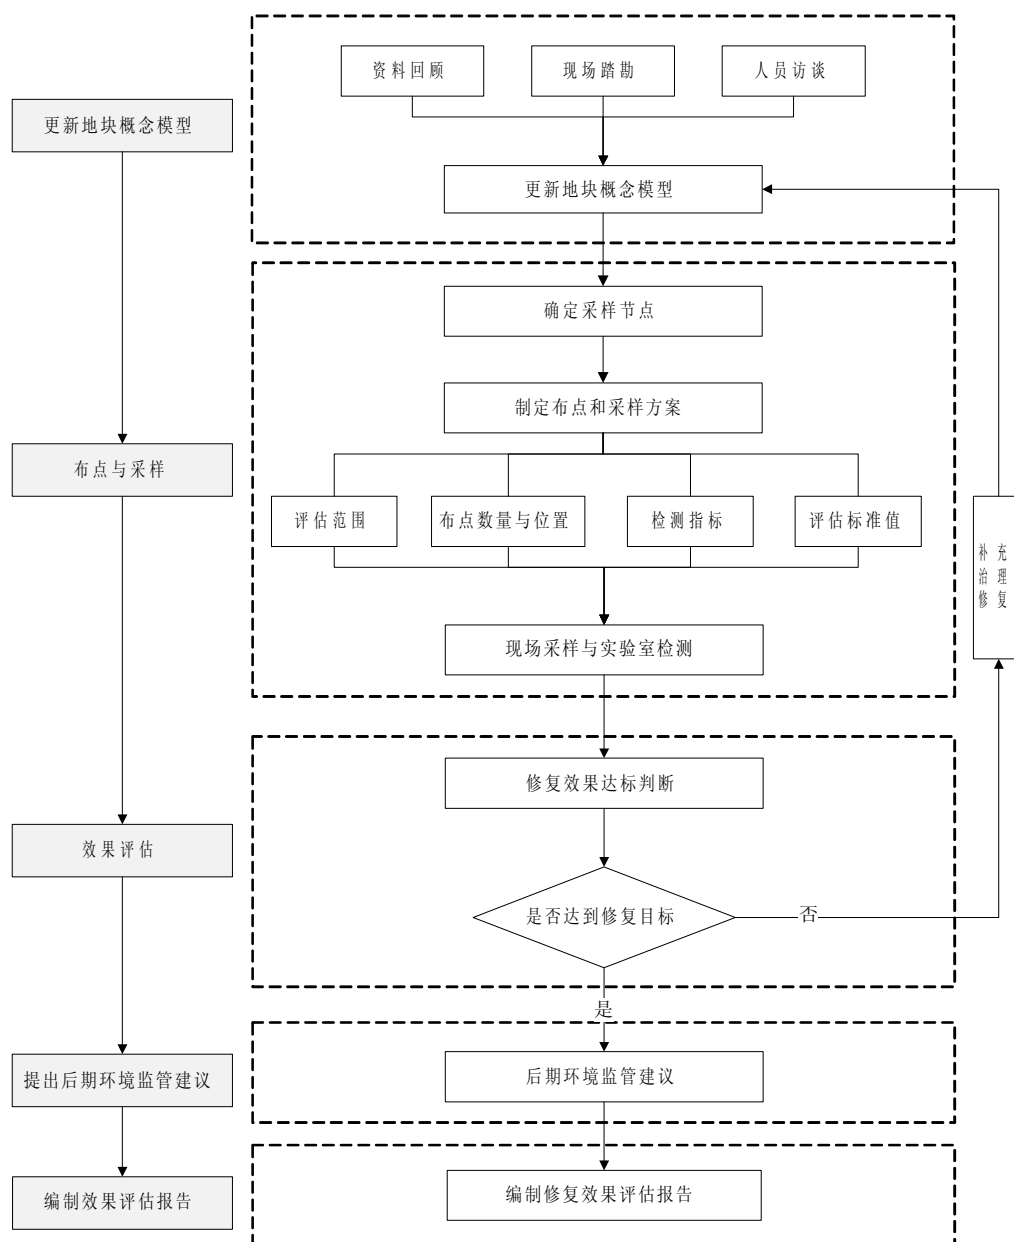 资料回顾
现场踏勘
人员访谈
更新地块概念模型
更新地块概念模型
确定采样节点
制定布点和采样方案
布点与采样
评估范围
布点数量与位置
检测指标
评估标准值
补充
治理
修复
现场采样与实验室检测
修复效果达标判断
效果评估
是否达到修复目标
否
是
提出后期环境监管建议
后期环境监管建议
编制效果评估报告
编制修复效果评估报告